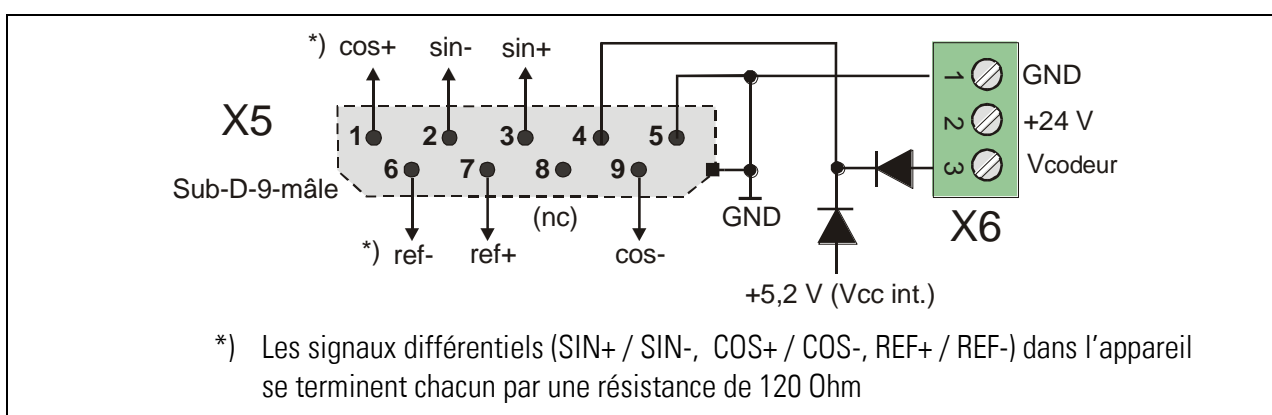 *) cos+ sin- sin+
X5
1 2 3 4 5
6 7 8 9
Sub-D-9-mâle
(nc)
*) ref- ref+ cos-
GND
+5,2 V (Vcc int.)
1 GND
2 +24 V
3 Vcodeur
X6
*) Les signaux différentiels (SIN+ / SIN-, COS+ / COS-, REF+ / REF-) dans l'appareil
se terminent chacun par une résistance de 120 Ohm